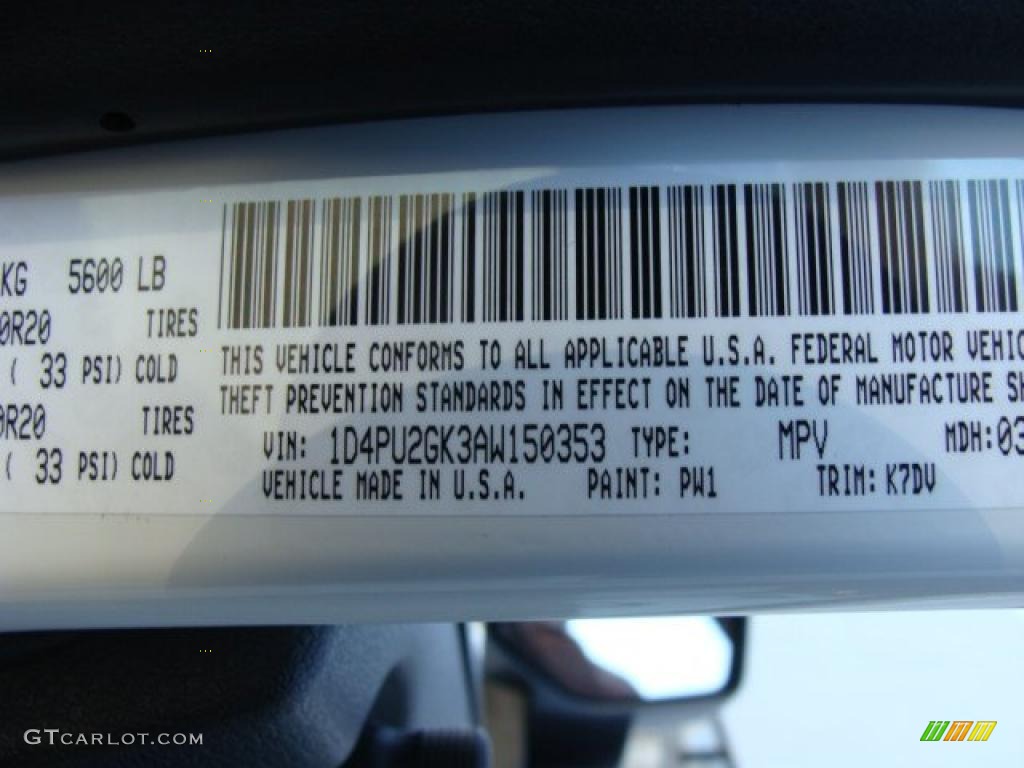 KG 5600 LB
0R20 TIRES
( 33 PSI) COLD
0R20 TIRES
( 33 PSI) COLD
THIS VEHICLE CONFORMS TO ALL APPLICABLE U.S.A. FEDERAL MOTOR VEHIC
THEFT PREVENTION STANDARDS IN EFFECT ON THE DATE OF MANUFACTURE SH
VIN: 1D4PU2GK3AW150353 TYPE: MPV MDH:03
VEHICLE MADE IN U.S.A. PAINT: PW1 TRIM: K7DV
GTCARLOT.COM